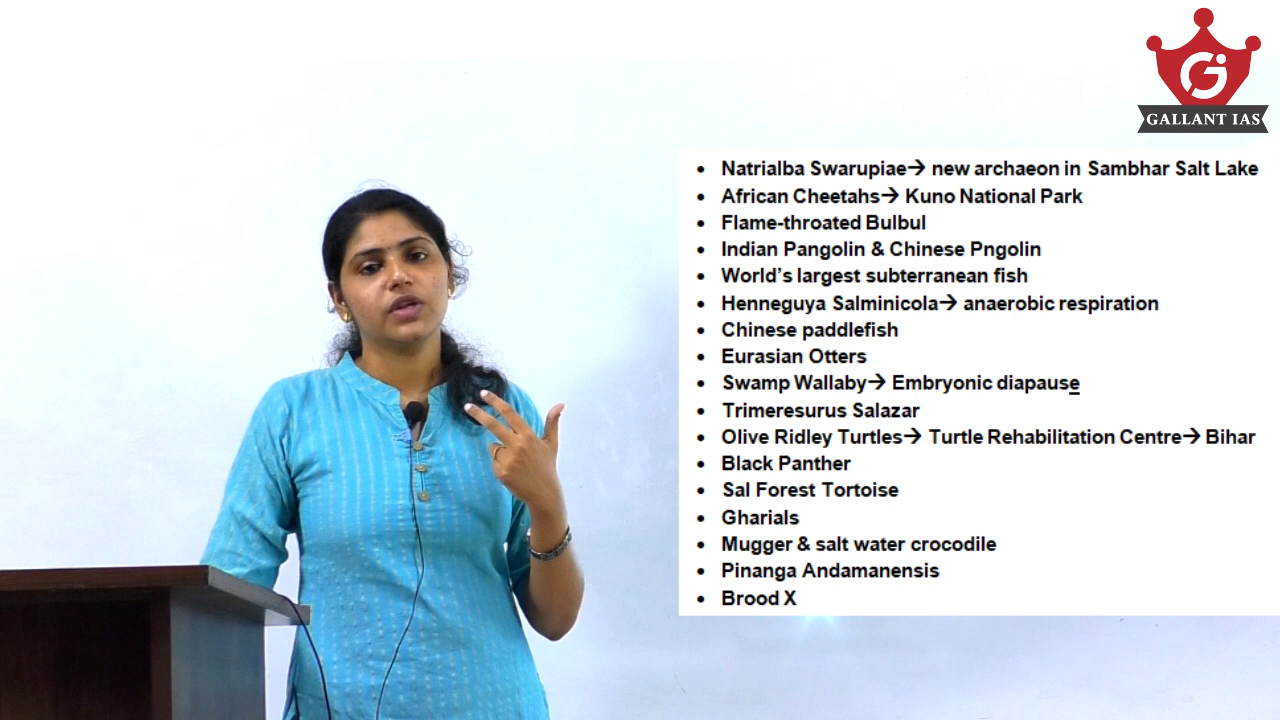 GALLANT IAS
• Natrialba Swarupiae→ new archaeon in Sambhar Salt Lake
• African Cheetahs→ Kuno National Park
• Flame-throated Bulbul
• Indian Pangolin & Chinese Pngolin
• World's largest subterranean fish
• Henneguya Salminicola→ anaerobic respiration
• Chinese paddlefish
• Eurasian Otters
• Swamp Wallaby→ Embryonic diapause
• Trimeresurus Salazar
• Olive Ridley Turtles→ Turtle Rehabilitation Centre→ Bihar
• Black Panther
• Sal Forest Tortoise
• Gharials
• Mugger & salt water crocodile
• Pinanga Andamanensis
• Brood X